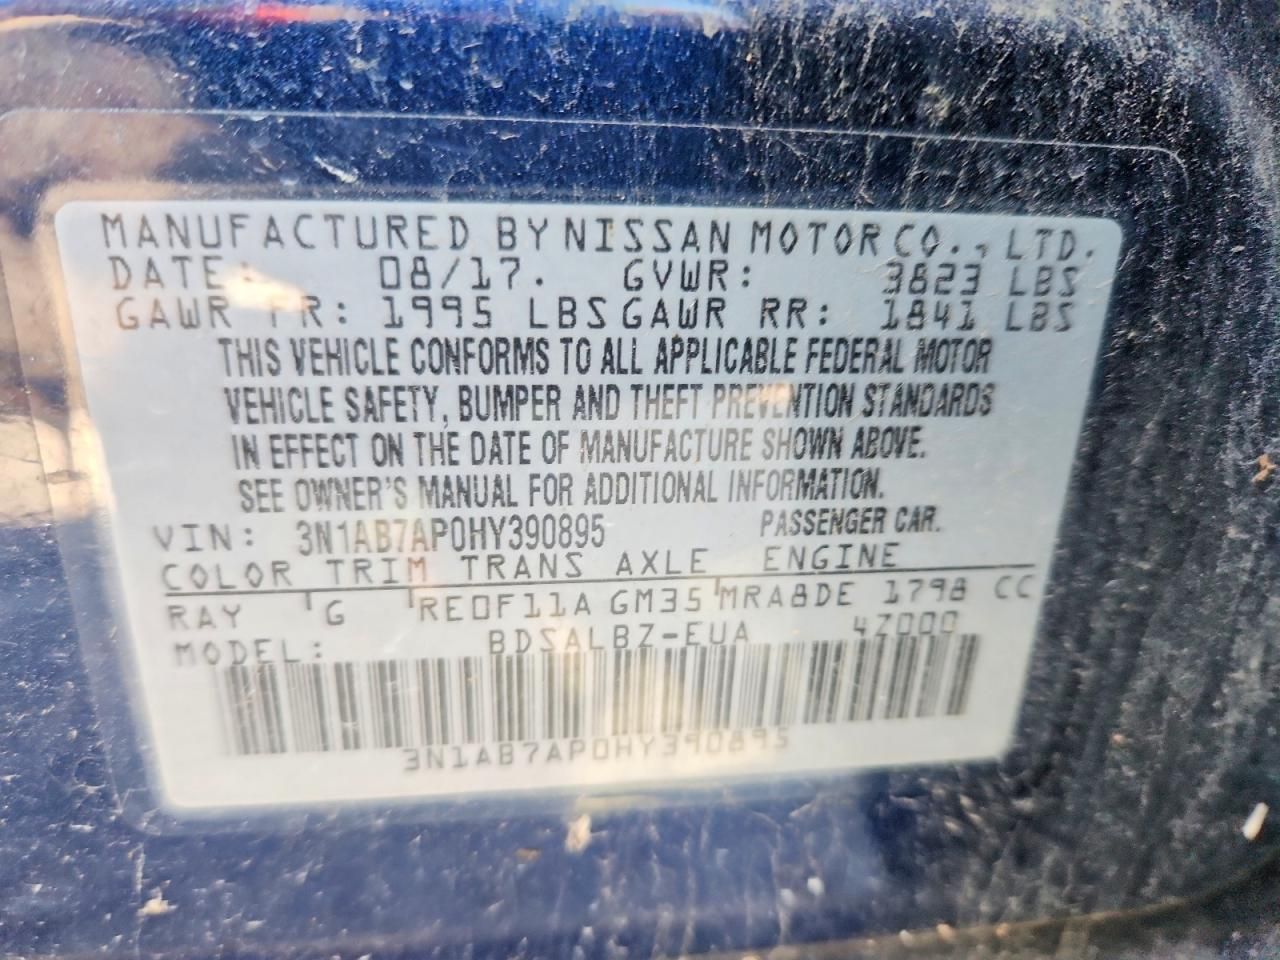 MANUFACTURED BY NISSAN MOTOR CO., LTD.
DATE: 08/17. GVWR: 3823 LBS
GAWR FR: 1995 LBS GAWR RR: 1841 LBS
THIS VEHICLE CONFORMS TO ALL APPLICABLE FEDERAL MOTOR
VEHICLE SAFETY, BUMPER AND THEFT PREVENTION STANDARDS
IN EFFECT ON THE DATE OF MANUFACTURE SHOWN ABOVE.
SEE OWNER'S MANUAL FOR ADDITIONAL INFORMATION.
VIN: 3N1AB7AP0HY390895 PASSENGER CAR.
COLOR TRIM TRANS AXLE ENGINE
RAY G RE0F11A GM35 MRA8DE 1798 CC
MODEL: BDSALBZ-EUA 4Z000
3N1AB7AP0HY390895